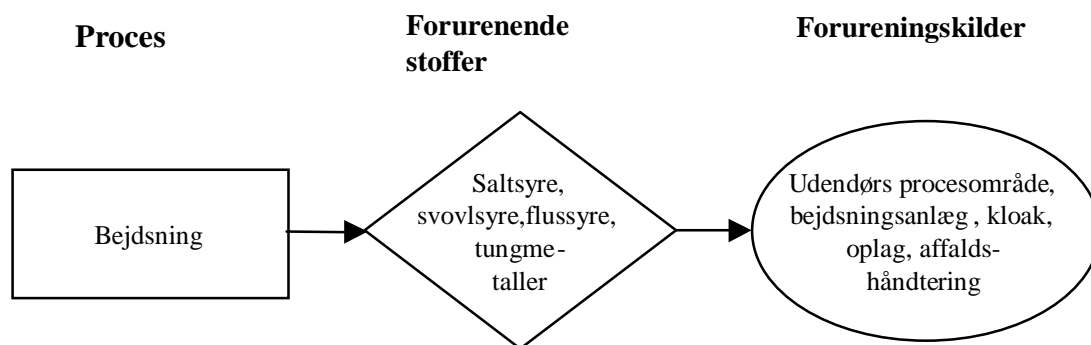 Proces
Forurenende
stoffer
Forureningskilder
Bejdsning
Saltsyre,
svovlsyre,flussyre,
tungme-
taller
Udendørs procesområde,
bejdsningsanlæg , kloak,
oplag, affalds-
håndtering